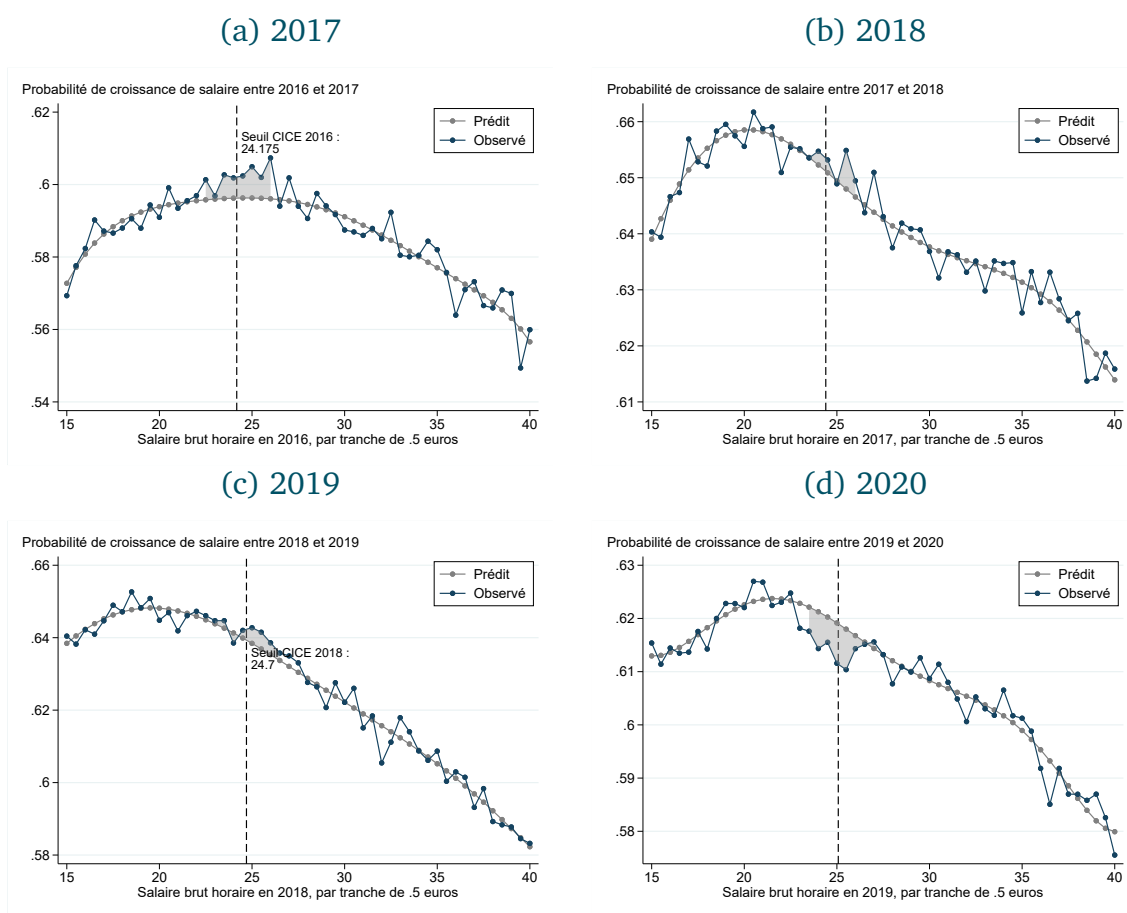 (a) 2017
Probabilité de croissance de salaire entre 2016 et 2017
.62
.6
.58
.56
.54
Seuil CICE 2016 :
24.175
Prédit
Observé
15 20 25 30 35 40
Salaire brut horaire en 2016, par tranche de .5 euros
(b) 2018
Probabilité de croissance de salaire entre 2017 et 2018
.66
.65
.64
.63
.62
.61
Prédit
Observé
15 20 25 30 35 40
Salaire brut horaire en 2017, par tranche de .5 euros
(c) 2019
Probabilité de croissance de salaire entre 2018 et 2019
.66
.64
.62
.6
.58
Seuil CICE 2018 :
24.7
Prédit
Observé
15 20 25 30 35 40
Salaire brut horaire en 2018, par tranche de .5 euros
(d) 2020
Probabilité de croissance de salaire entre 2019 et 2020
.63
.62
.61
.6
.59
.58
Prédit
Observé
15 20 25 30 35 40
Salaire brut horaire en 2019, par tranche de .5 euros